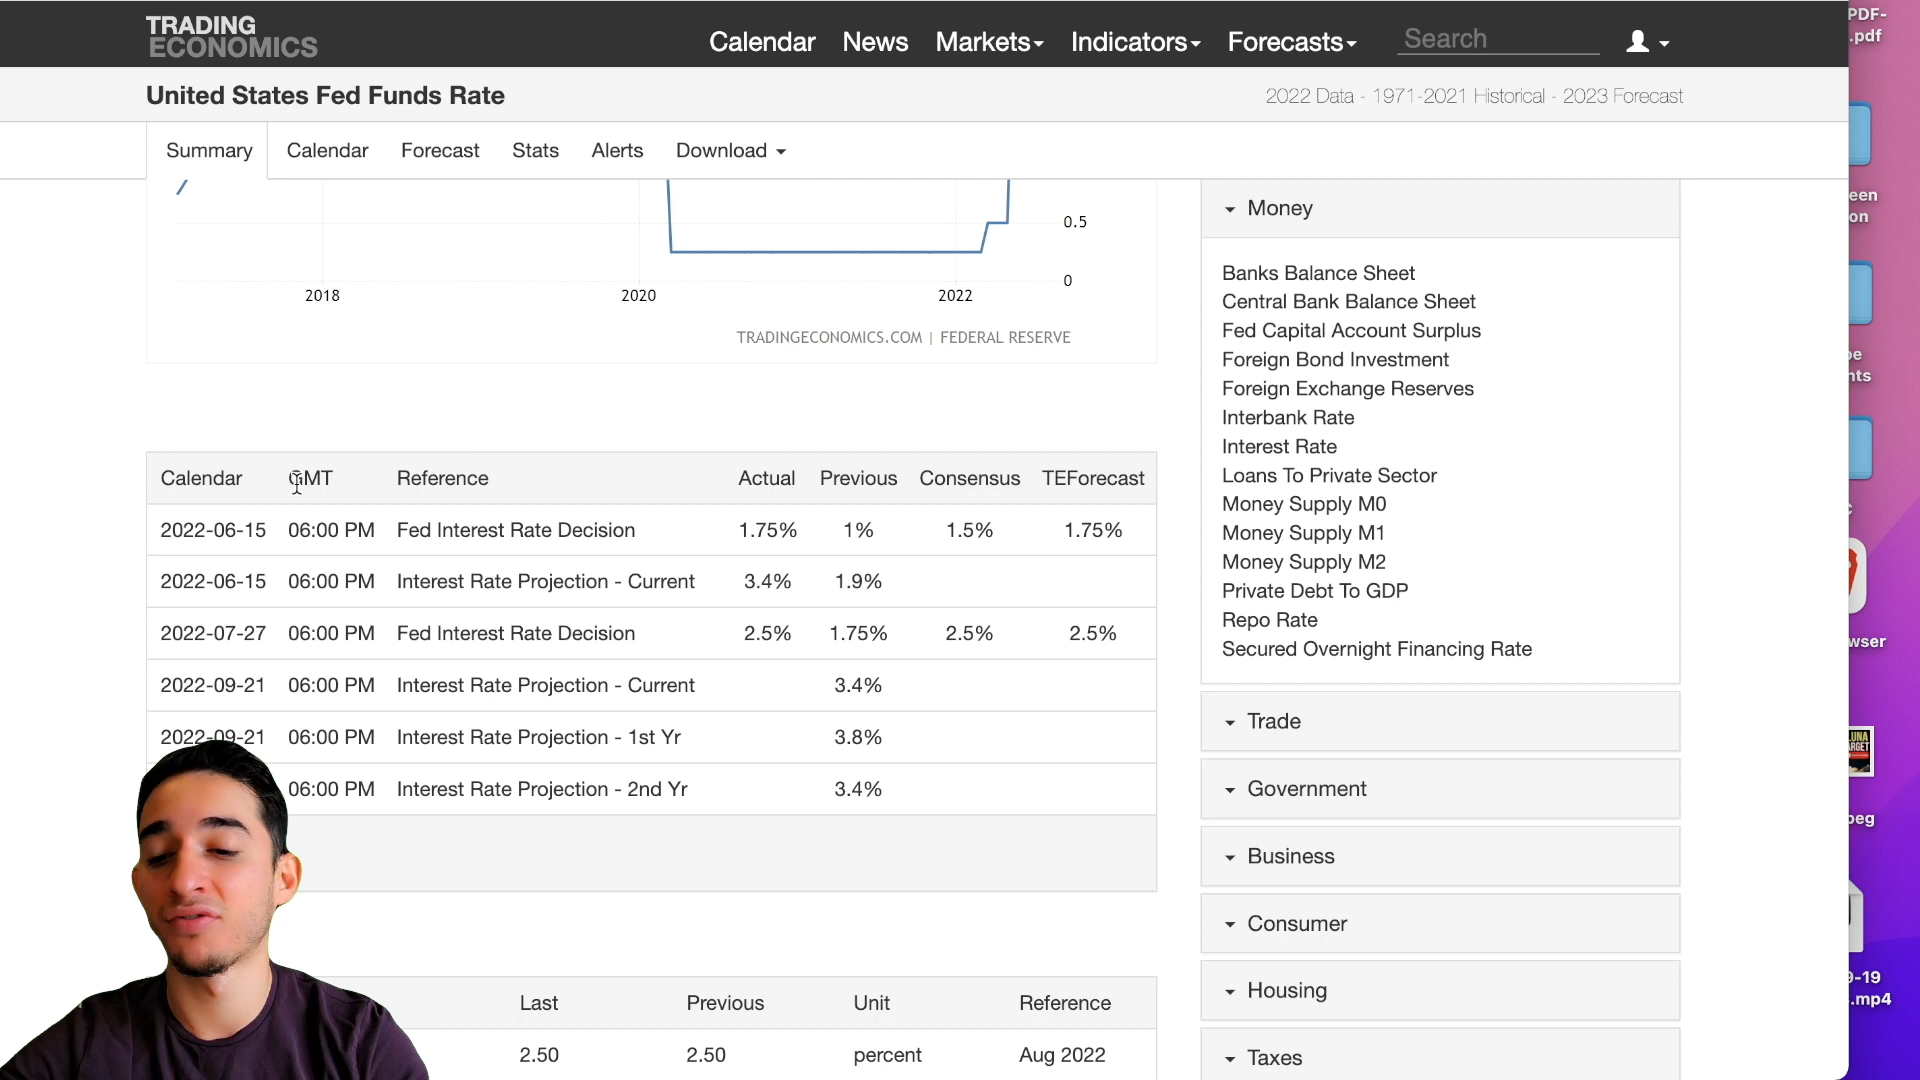 TRADING
ECONOMICS
Calendar News Markets Indicators Forecasts Search
United States Fed Funds Rate
2022 Data - 1971-2021 Historical - 2023 Forecast
Summary Calendar Forecast Stats Alerts Download
0.5
0
2018 2020 2022
TRADINGECONOMICS.COM | FEDERAL RESERVE
Calendar GMT Reference Actual Previous Consensus TEForecast
2022-06-15 06:00 PM Fed Interest Rate Decision 1.75% 1% 1.5% 1.75%
2022-06-15 06:00 PM Interest Rate Projection - Current 3.4% 1.9%
2022-07-27 06:00 PM Fed Interest Rate Decision 2.5% 1.75% 2.5% 2.5%
2022-09-21 06:00 PM Interest Rate Projection - Current 3.4%
2022-09-21 06:00 PM Interest Rate Projection - 1st Yr 3.8%
06:00 PM Interest Rate Projection - 2nd Yr 3.4%
Last Previous Unit Reference
2.50 2.50 percent Aug 2022
Money
Banks Balance Sheet
Central Bank Balance Sheet
Fed Capital Account Surplus
Foreign Bond Investment
Foreign Exchange Reserves
Interbank Rate
Interest Rate
Loans To Private Sector
Money Supply M0
Money Supply M1
Money Supply M2
Private Debt To GDP
Repo Rate
Secured Overnight Financing Rate
Trade
Government
Business
Consumer
Housing
Taxes
PDF-
.pdf
een
on
be
nts
wser
LUNA
ARGET
peg
9-19
.mp4